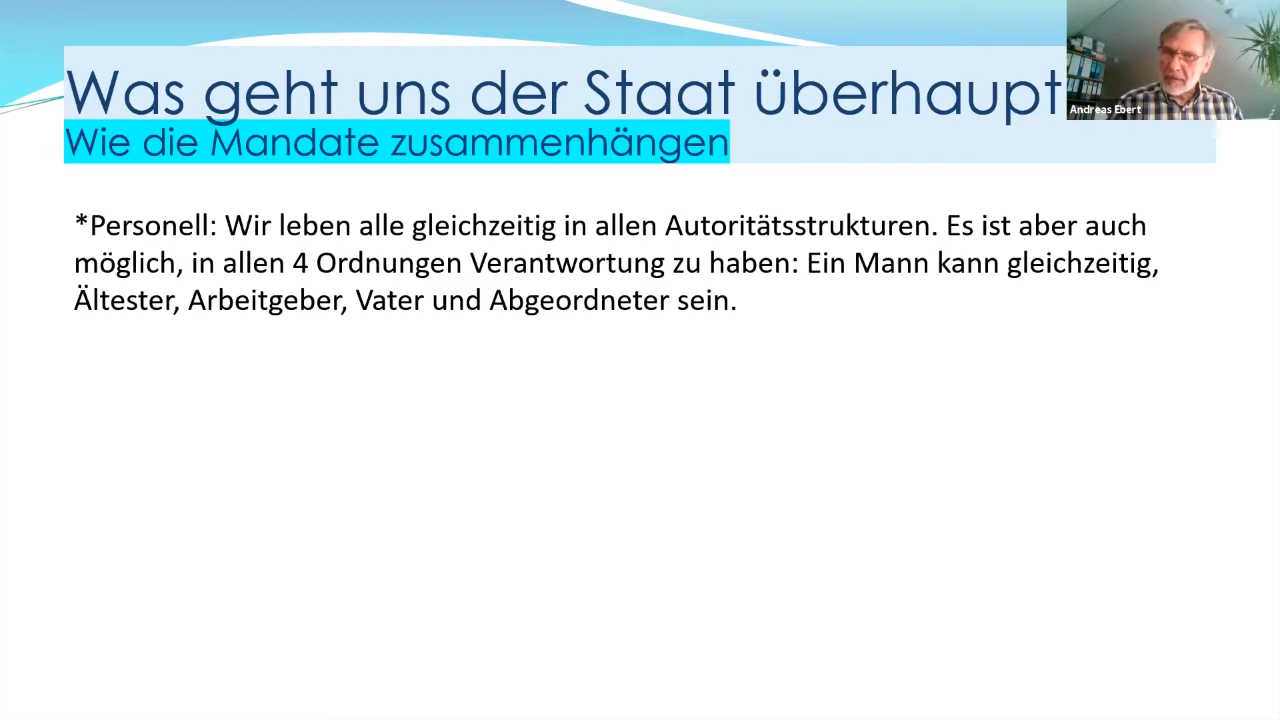 Was geht uns der Staat überhaupt
Andreas Ebert
Wie die Mandate zusammenhängen
*Personell: Wir leben alle gleichzeitig in allen Autoritätsstrukturen. Es ist aber auch
möglich, in allen 4 Ordnungen Verantwortung zu haben: Ein Mann kann gleichzeitig,
Ältester, Arbeitgeber, Vater und Abgeordneter sein.